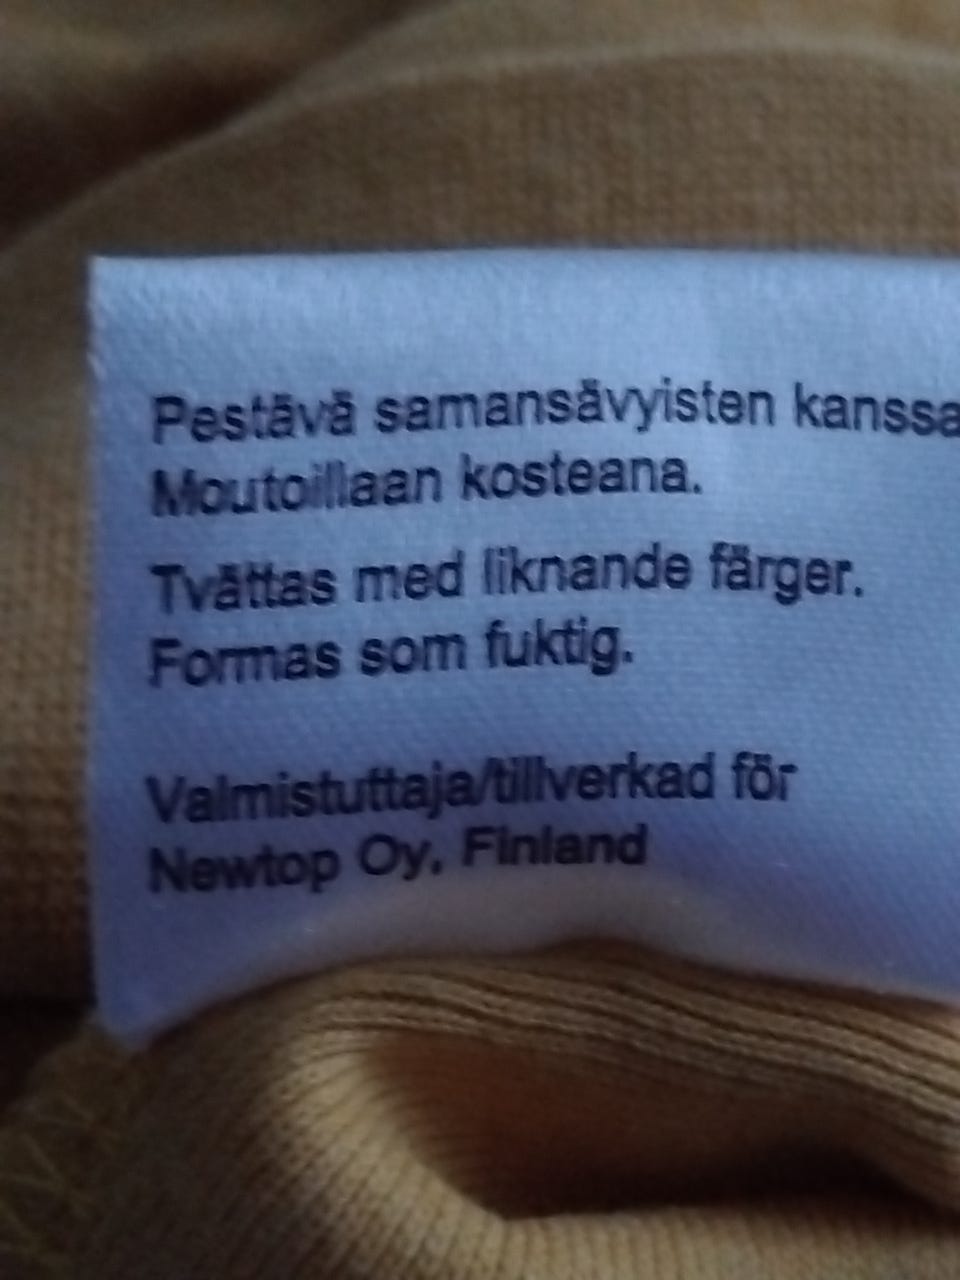 Pestävä samansävyisten kanssa
Moutoillaan kosteana.
Tvättas med liknande färger.
Formas som fuktig.
Valmistuttaja/tillverkad för
Newtop Oy, Finland